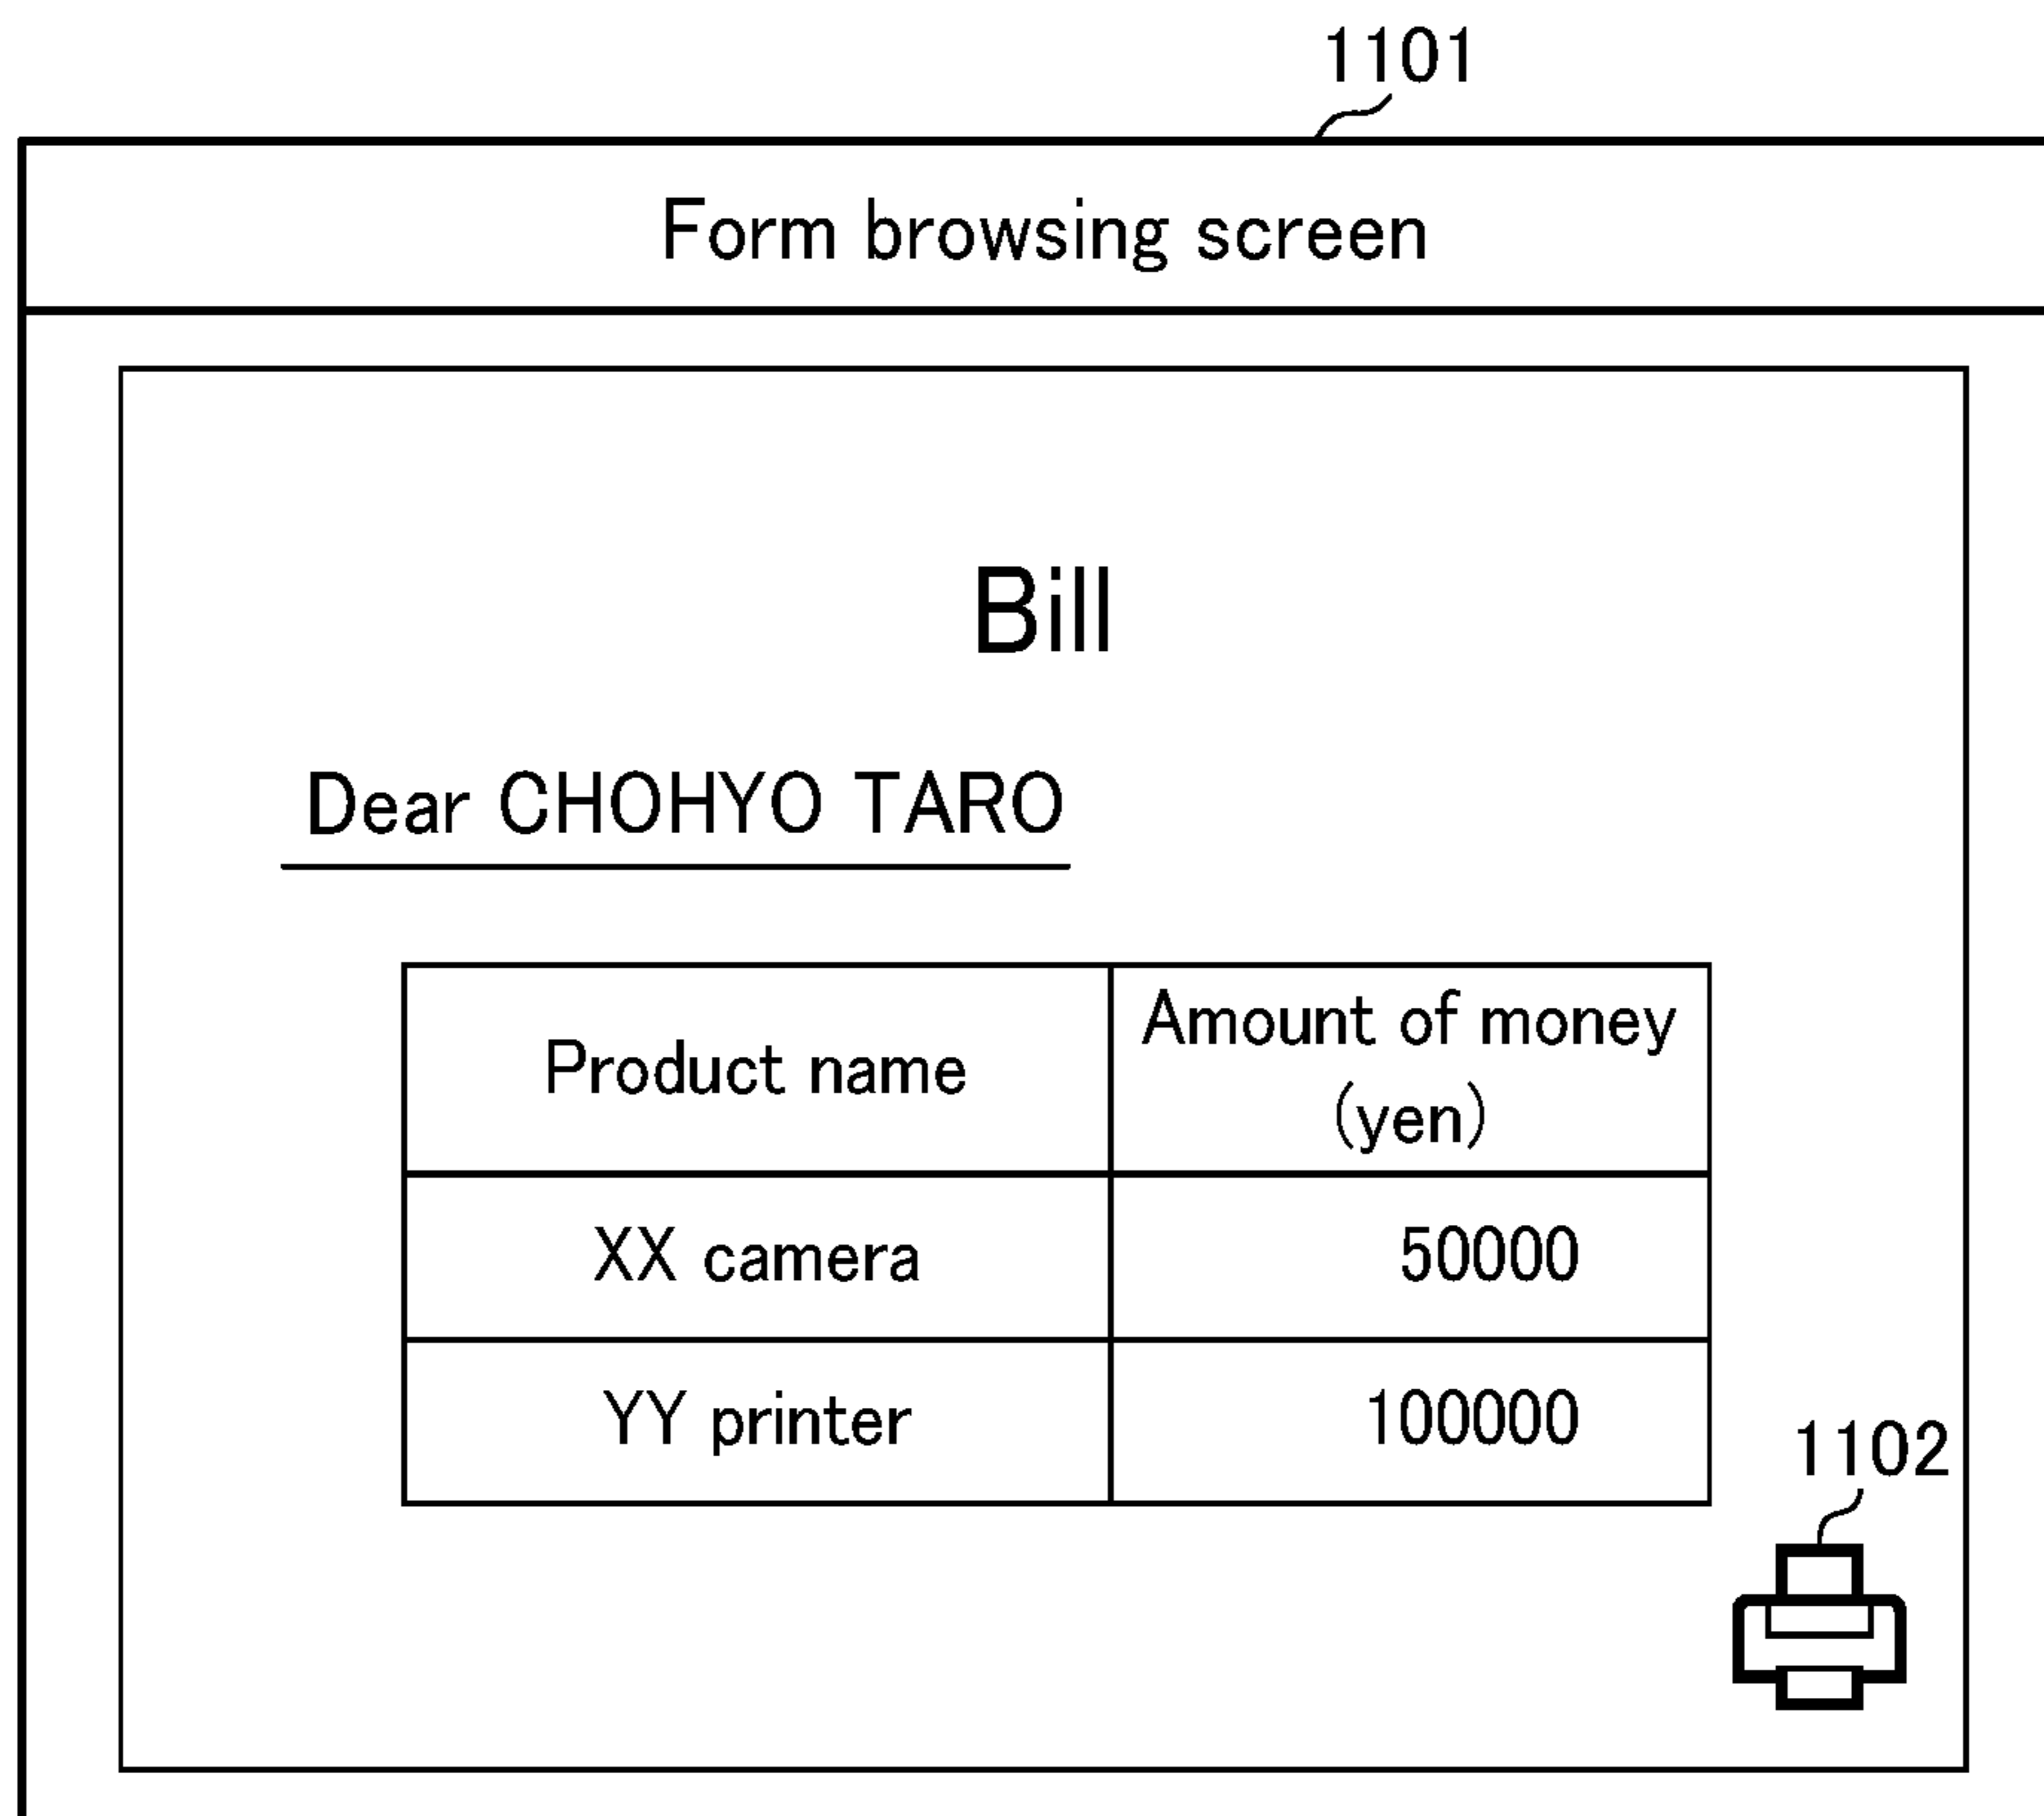 1101
Form browsing screen
Bill
Dear CHOHYO TARO
Product name
Amount of money
(yen)
XX camera
50000
YY printer
100000
1102